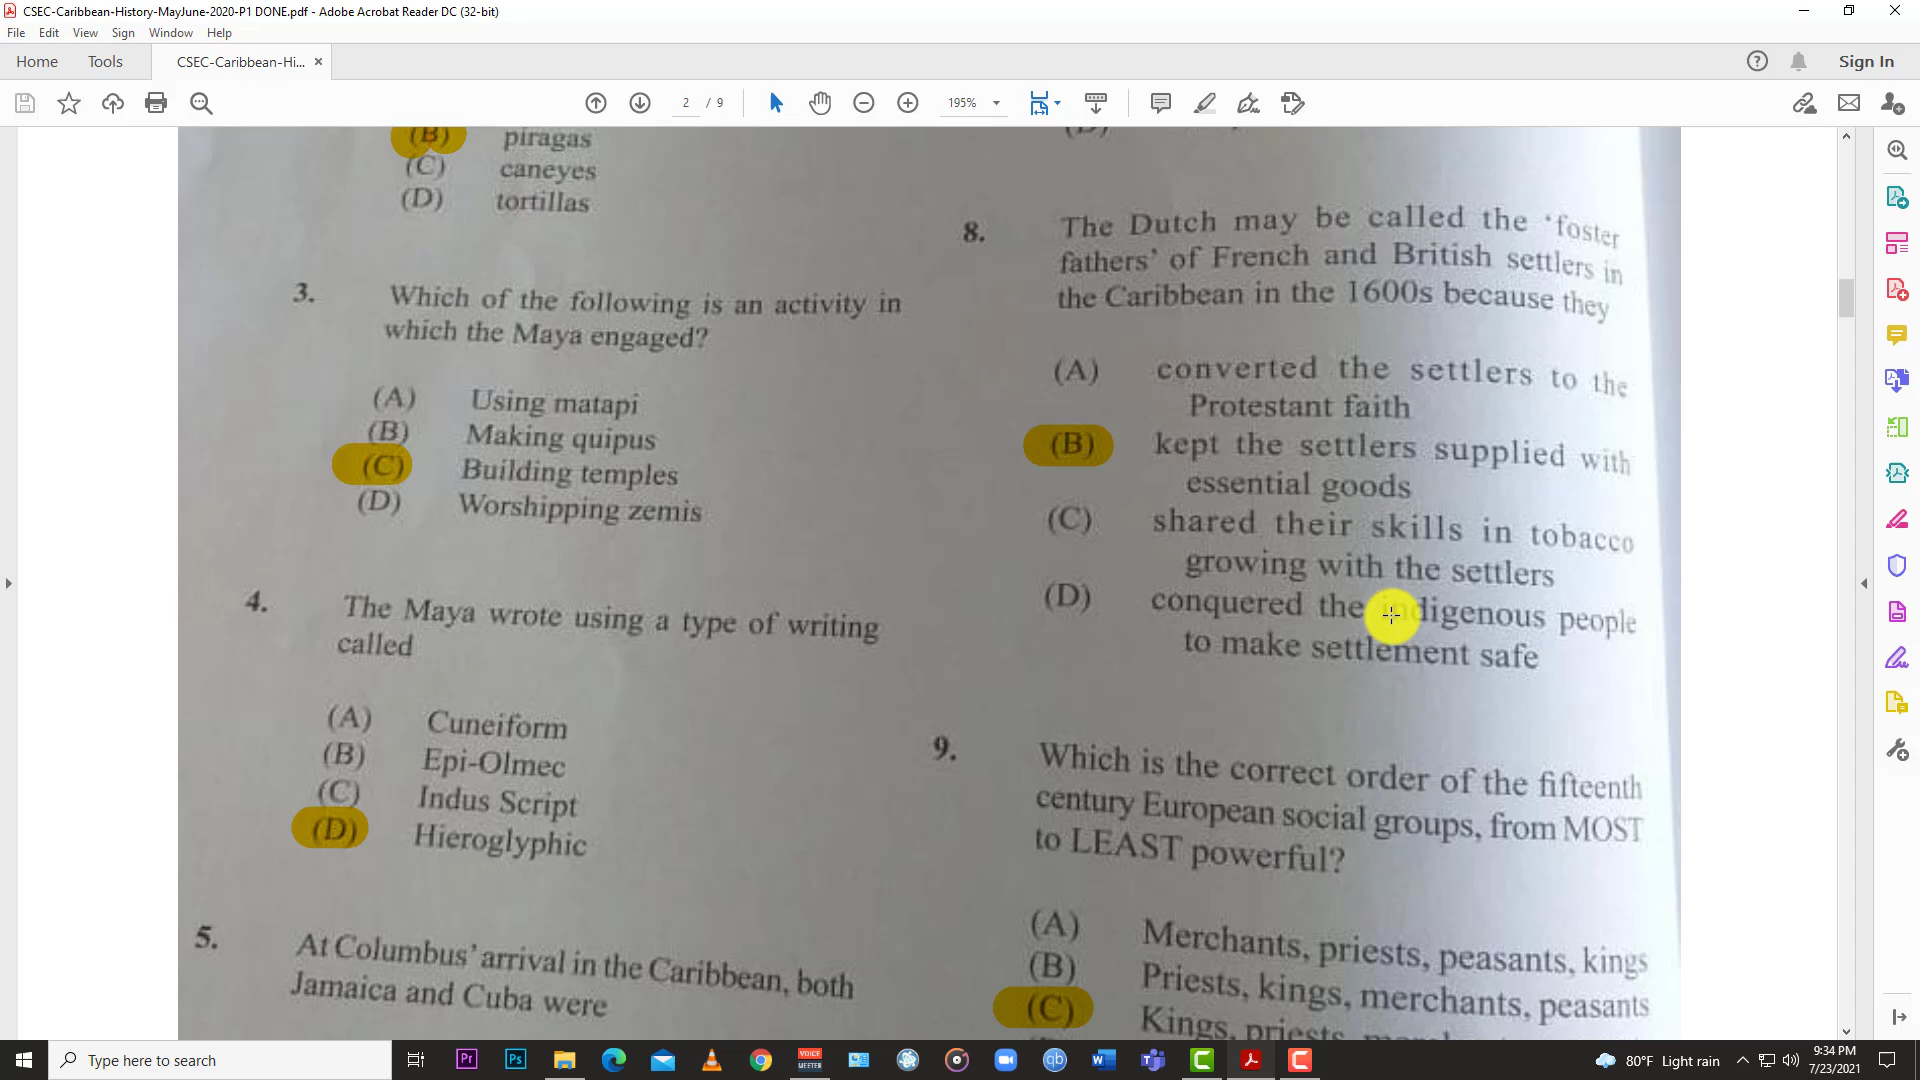 CSEC-Caribbean-History-MayJune-2020-P1 DONE.pdf - Adobe Acrobat Reader DC (32-bit)
File Edit View Sign Window Help
Home Tools CSEC-Caribbean-Hi... Sign In
2 / 9 195%
(B) piragas
(C) caneyes
(D) tortillas
3. Which of the following is an activity in
which the Maya engaged?
(A) Using matapi
(B) Making quipus
(C) Building temples
(D) Worshipping zemis
4. The Maya wrote using a type of writing
called
(A) Cuneiform
(B) Epi-Olmec
(C) Indus Script
(D) Hieroglyphic
5. At Columbus' arrival in the Caribbean, both
Jamaica and Cuba were
(D)
8. The Dutch may be called the 'foster
fathers' of French and British settlers in
the Caribbean in the 1600s because they
(A) converted the settlers to the
Protestant faith
(B) kept the settlers supplied with
essential goods
(C) shared their skills in tobacco
growing with the settlers
(D) conquered the indigenous people
to make settlement safe
9. Which is the correct order of the fifteenth
century European social groups, from MOST
to LEAST powerful?
(A) Merchants, priests, peasants, kings
(B) Priests, kings, merchants, peasants
(C) Kings, priests,
Type here to search
Pr
Ps
VOICE
MEETER
qb
80°F Light rain
9:34 PM
7/23/2021